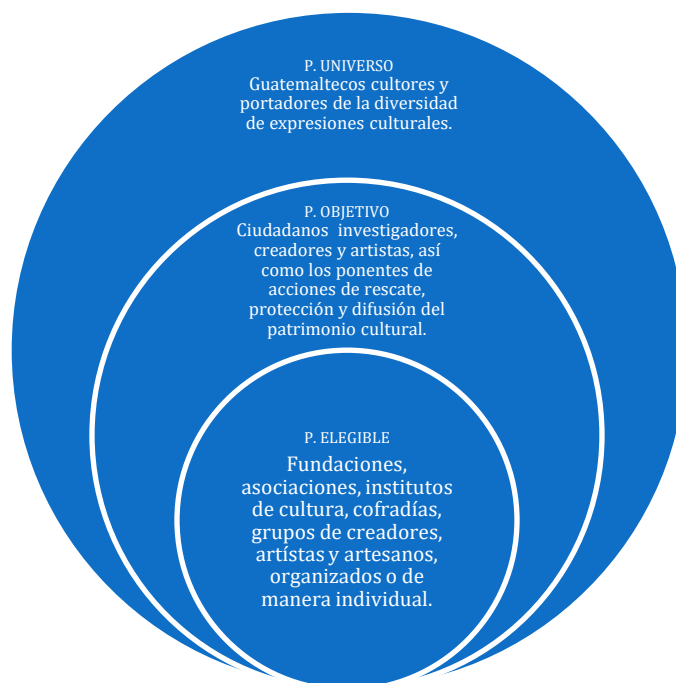 P. UNIVERSO
Guatemaltecos cultores y
portadores de la diversidad
de expresiones culturales.
P. OBJETIVO
Ciudadanos investigadores,
creadores y artistas, así
como los ponentes de
acciones de rescate,
protección y difusión del
patrimonio cultural.
P. ELEGIBLE
Fundaciones,
asociaciones, institutos
de cultura, cofradías,
grupos de creadores,
artístas y artesanos,
organizados o de
manera individual.